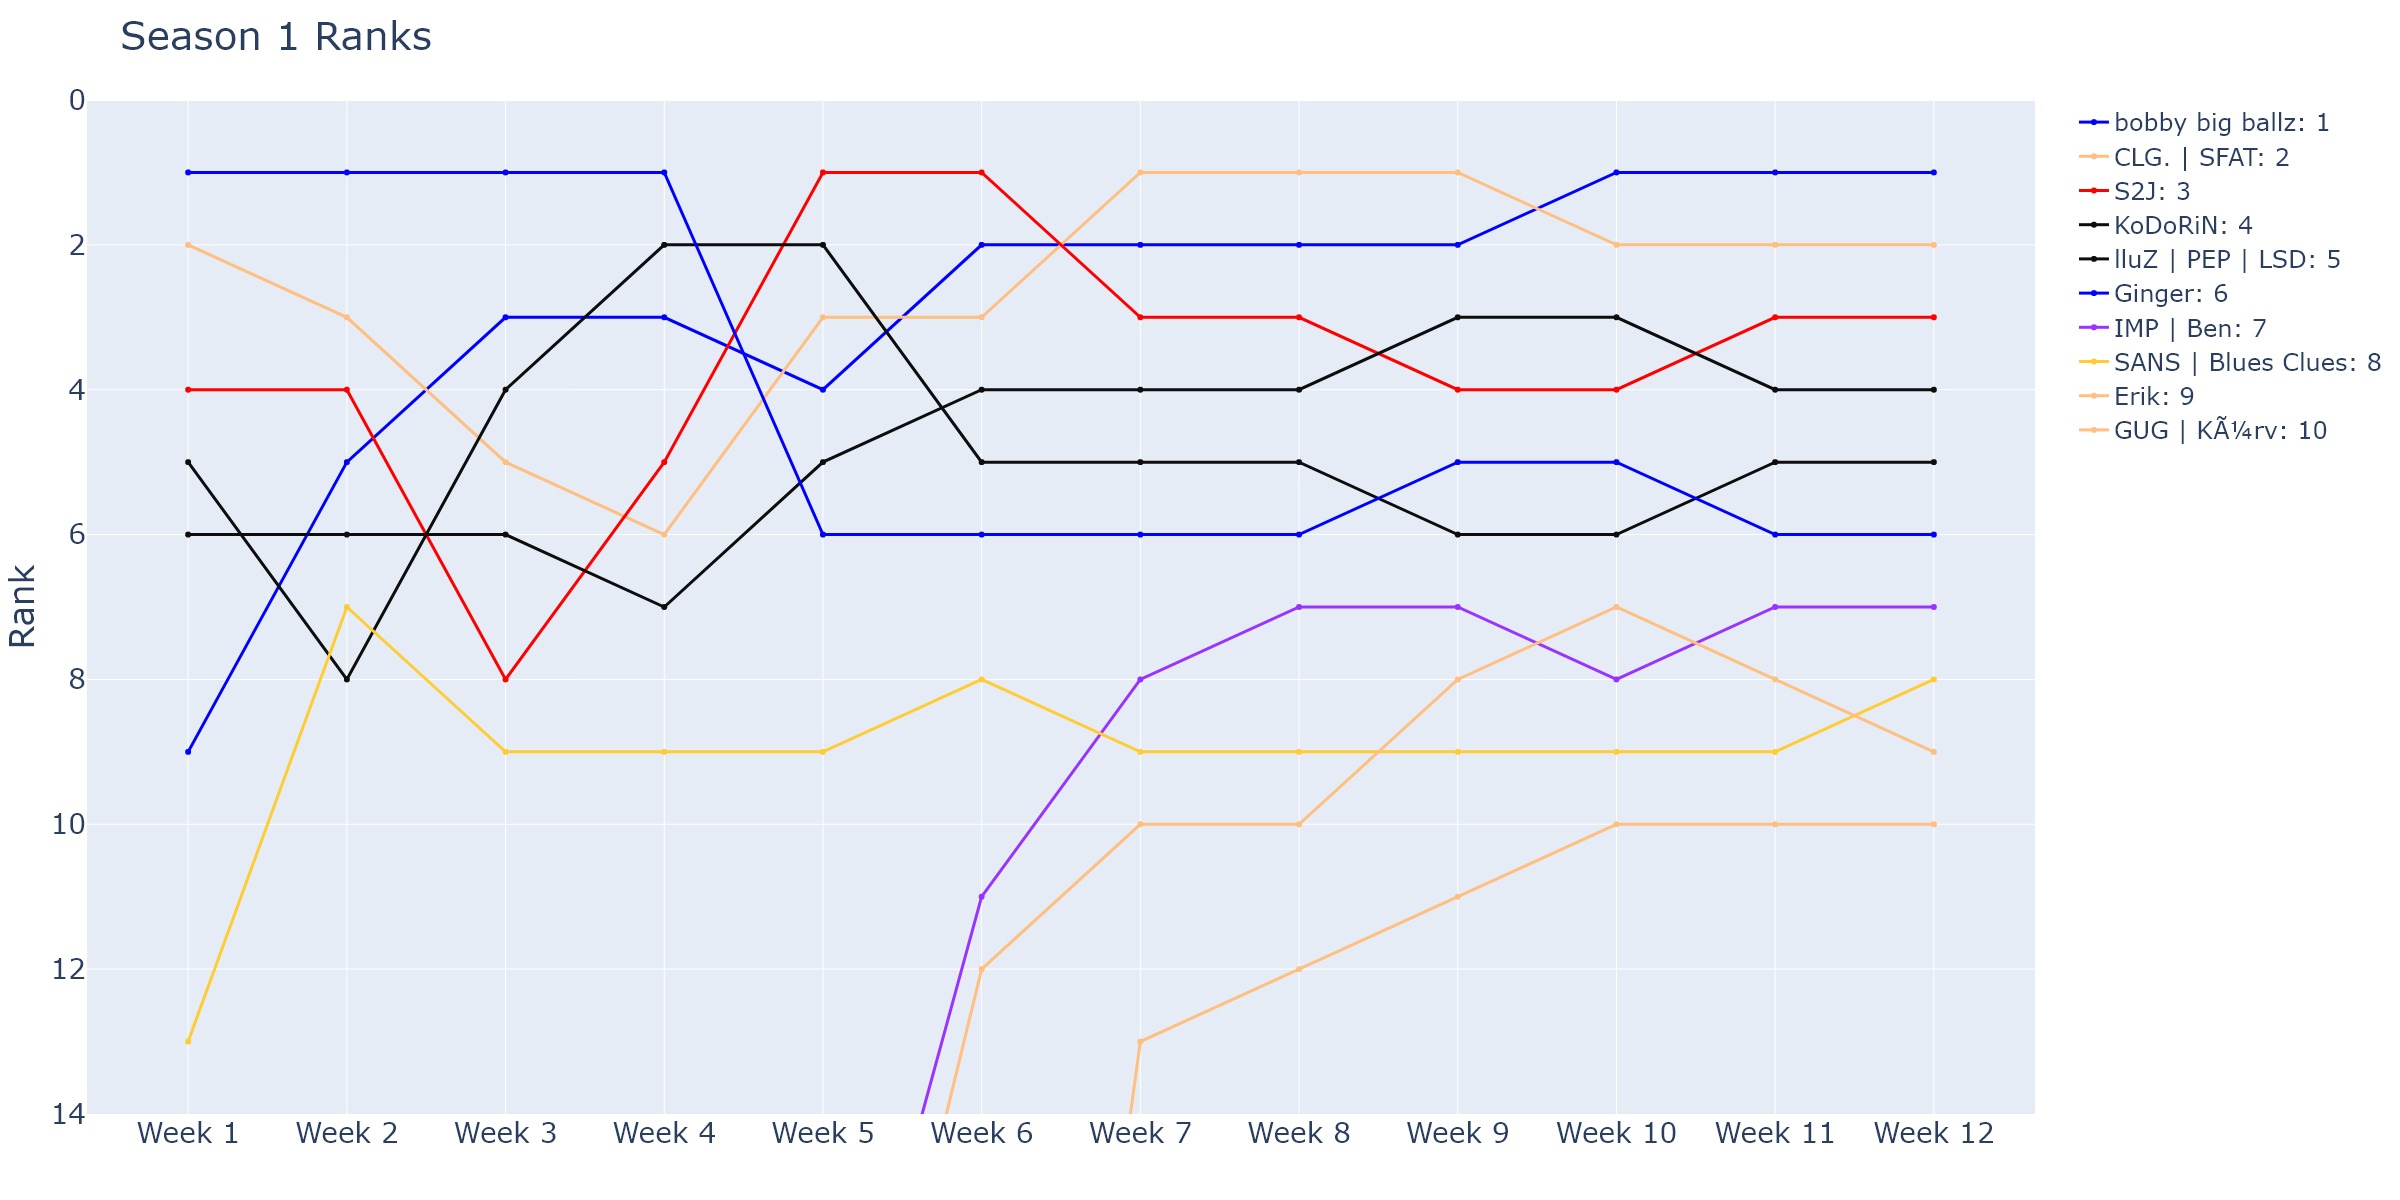 Season 1 Ranks
0
2
4
6
8
10
12
14
Rank
Week 1 Week 2 Week 3 Week 4 Week 5 Week 6 Week 7 Week 8 Week 9 Week 10 Week 11 Week 12
bobby big ballz: 1
CLG. | SFAT: 2
S2J: 3
KoDoRiN: 4
lluZ | PEP | LSD: 5
Ginger: 6
IMP | Ben: 7
SANS | Blues Clues: 8
Erik: 9
GUG | KÃ¼rv: 10